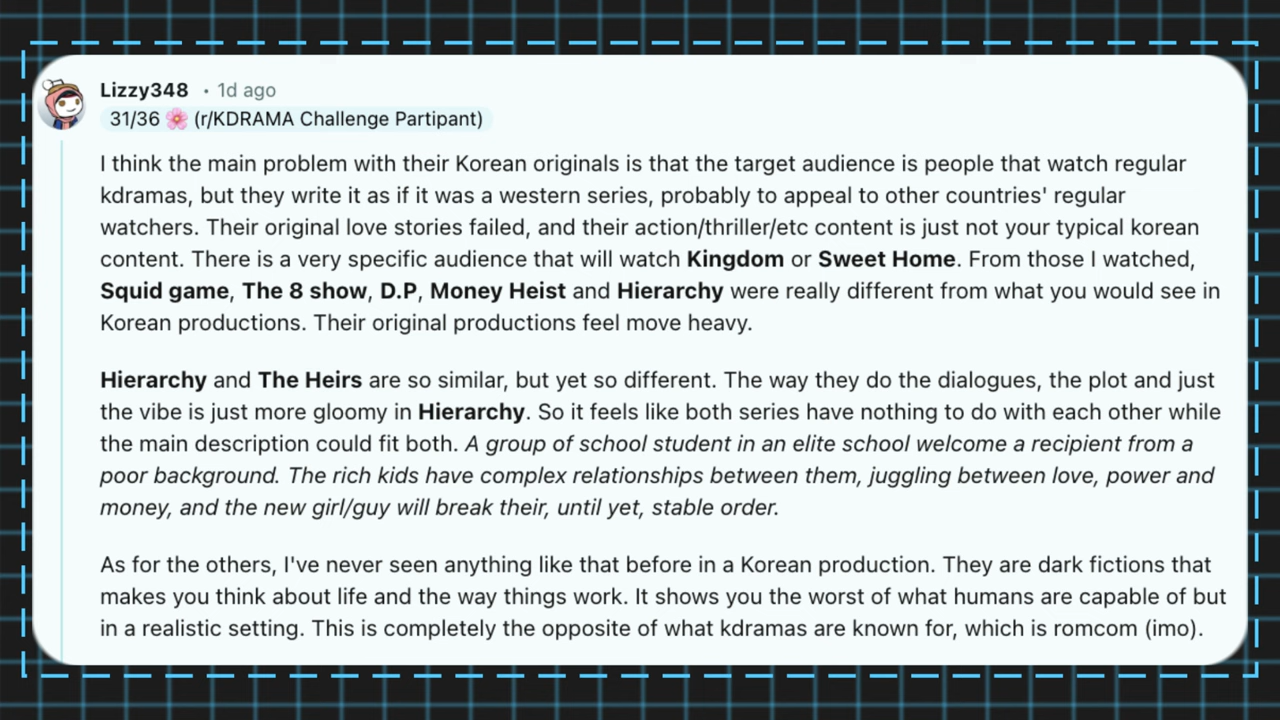 Lizzy348 • 1d ago
31/36 🌸 (r/KDRAMA Challenge Partipant)
I think the main problem with their Korean originals is that the target audience is people that watch regular
kdramas, but they write it as if it was a western series, probably to appeal to other countries' regular
watchers. Their original love stories failed, and their action/thriller/etc content is just not your typical korean
content. There is a very specific audience that will watch Kingdom or Sweet Home. From those I watched,
Squid game, The 8 show, D.P, Money Heist and Hierarchy were really different from what you would see in
Korean productions. Their original productions feel move heavy.
Hierarchy and The Heirs are so similar, but yet so different. The way they do the dialogues, the plot and just
the vibe is just more gloomy in Hierarchy. So it feels like both series have nothing to do with each other while
the main description could fit both. A group of school student in an elite school welcome a recipient from a
poor background. The rich kids have complex relationships between them, juggling between love, power and
money, and the new girl/guy will break their, until yet, stable order.
As for the others, I've never seen anything like that before in a Korean production. They are dark fictions that
makes you think about life and the way things work. It shows you the worst of what humans are capable of but
in a realistic setting. This is completely the opposite of what kdramas are known for, which is romcom (imo).